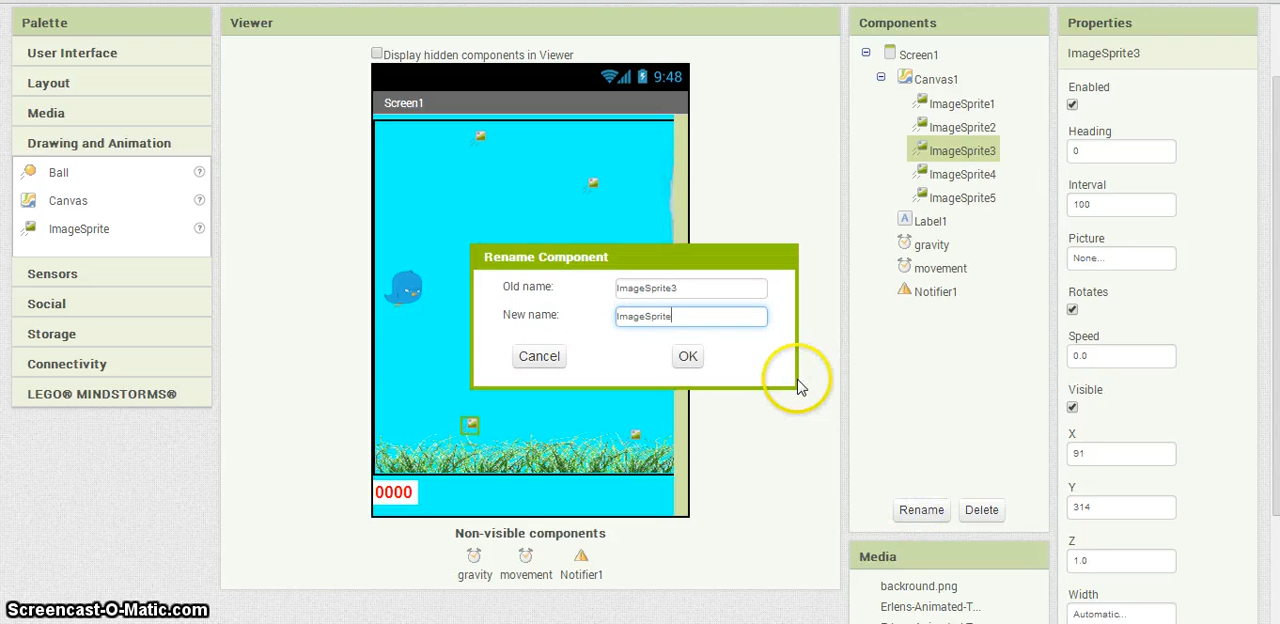 Palette
User Interface
Layout
Media
Drawing and Animation
Ball ?
Canvas ?
ImageSprite ?
Sensors
Social
Storage
Connectivity
LEGO® MINDSTORMS®
Viewer
Display hidden components in Viewer
9:48
Screen1
Rename Component
Old name: ImageSprite3
New name: ImageSprite
Cancel OK
0000
Non-visible components
gravity movement Notifier1
Components
Screen1
Canvas1
ImageSprite1
ImageSprite2
ImageSprite3
ImageSprite4
ImageSprite5
A Label1
gravity
movement
Notifier1
Rename Delete
Media
backround.png
Erlens-Animated-T...
Properties
ImageSprite3
Enabled
Heading
0
Interval
100
Picture
None...
Rotates
Speed
0.0
Visible
X
91
Y
314
Z
1.0
Width
Automatic...
Screencast-O-Matic.com